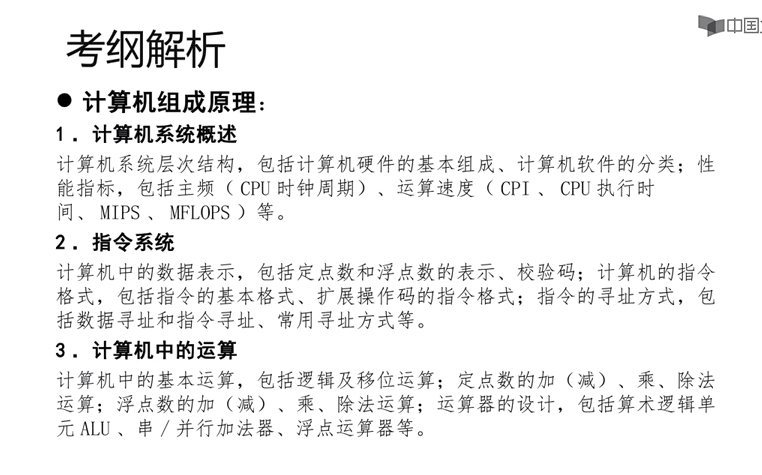 中国
考纲解析
● 计算机组成原理：
1．计算机系统概述
计算机系统层次结构，包括计算机硬件的基本组成、计算机软件的分类；性
能指标，包括主频（CPU 时钟周期）、运算速度（CPI、CPU 执行时
间、MIPS、MFLOPS）等。
2．指令系统
计算机中的数据表示，包括定点数和浮点数的表示、校验码；计算机的指令
格式，包括指令的基本格式、扩展操作码的指令格式；指令的寻址方式，包
括数据寻址和指令寻址、常用寻址方式等。
3．计算机中的运算
计算机中的基本运算，包括逻辑及移位运算；定点数的加（减）、乘、除法
运算；浮点数的加（减）、乘、除法运算；运算器的设计，包括算术逻辑单
元 ALU、串/并行加法器、浮点运算器等。